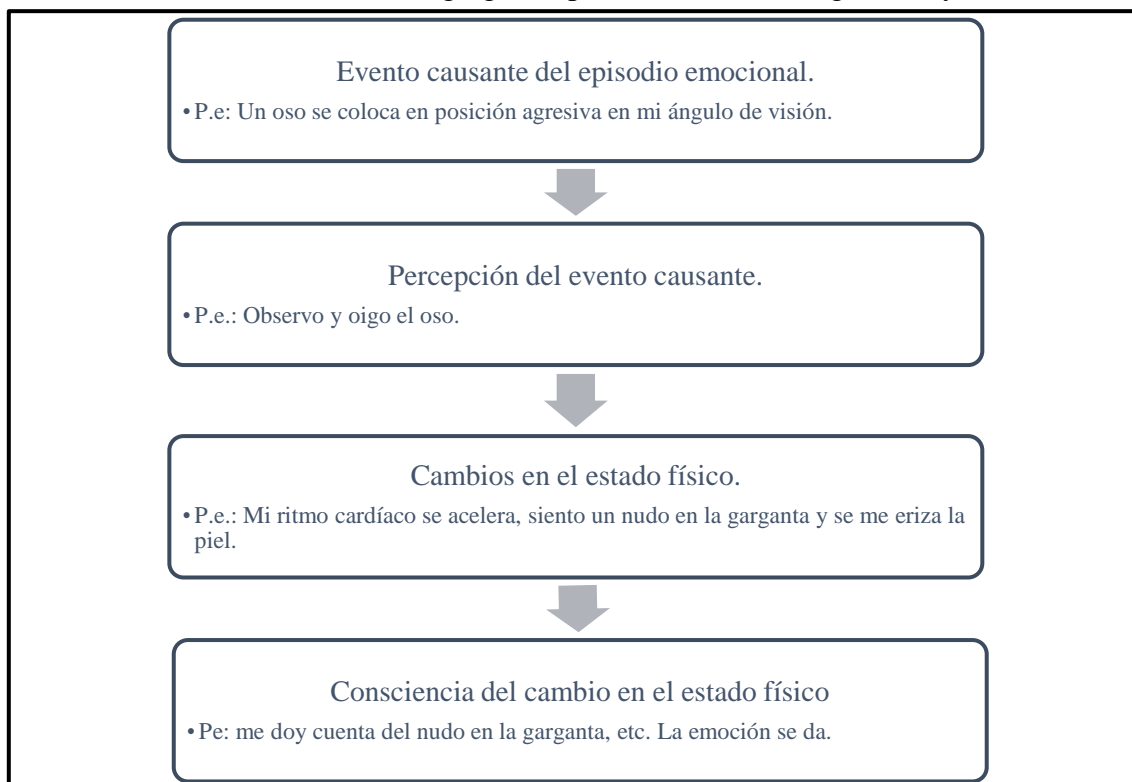 Evento causante del episodio emocional.
•P.e: Un oso se coloca en posición agresiva en mi ángulo de visión.
Percepción del evento causante.
•P.e.: Observo y oigo el oso.
Cambios en el estado físico.
•P.e.: Mi ritmo cardíaco se acelera, siento un nudo en la garganta y se me eriza la
piel.
Consciencia del cambio en el estado físico
•Pe: me doy cuenta del nudo en la garganta, etc. La emoción se da.